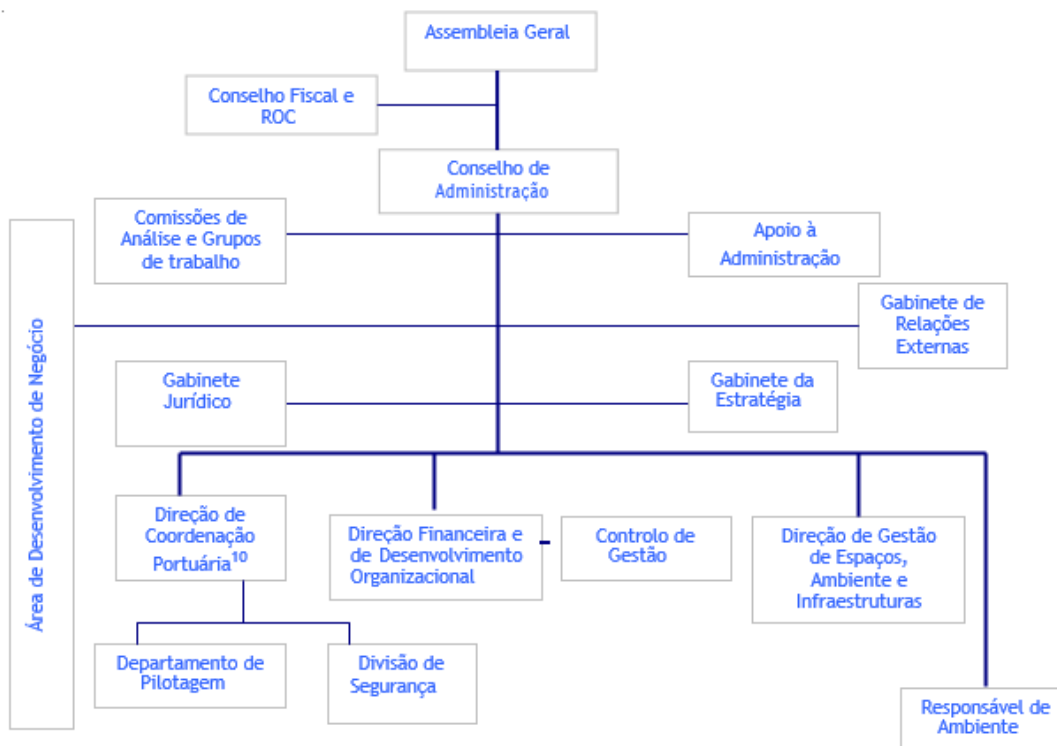 Assembleia Geral
Conselho Fiscal e
ROC
Conselho de
Administração
Comissões de
Análise e Grupos
de trabalho
Apoio à
Administração
Gabinete de
Relações
Externas
Área de Desenvolvimento de Negócio
Gabinete
Jurídico
Gabinete da
Estratégia
Direção de
Coordenação
Portuária¹⁰
Direção Financeira e
de Desenvolvimento
Organizacional
Controlo de
Gestão
Direção de Gestão
de Espaços,
Ambiente e
Infraestruturas
Departamento de
Pilotagem
Divisão de
Segurança
Responsável de
Ambiente